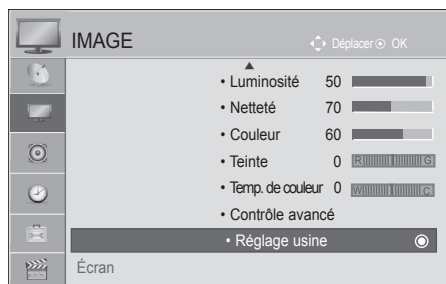 IMAGE
Déplacer OK
• Luminosité 50
• Netteté 70
• Couleur 60
• Teinte 0 R G
• Temp. de couleur 0 W C
• Contrôle avancé
• Réglage usine
Écran